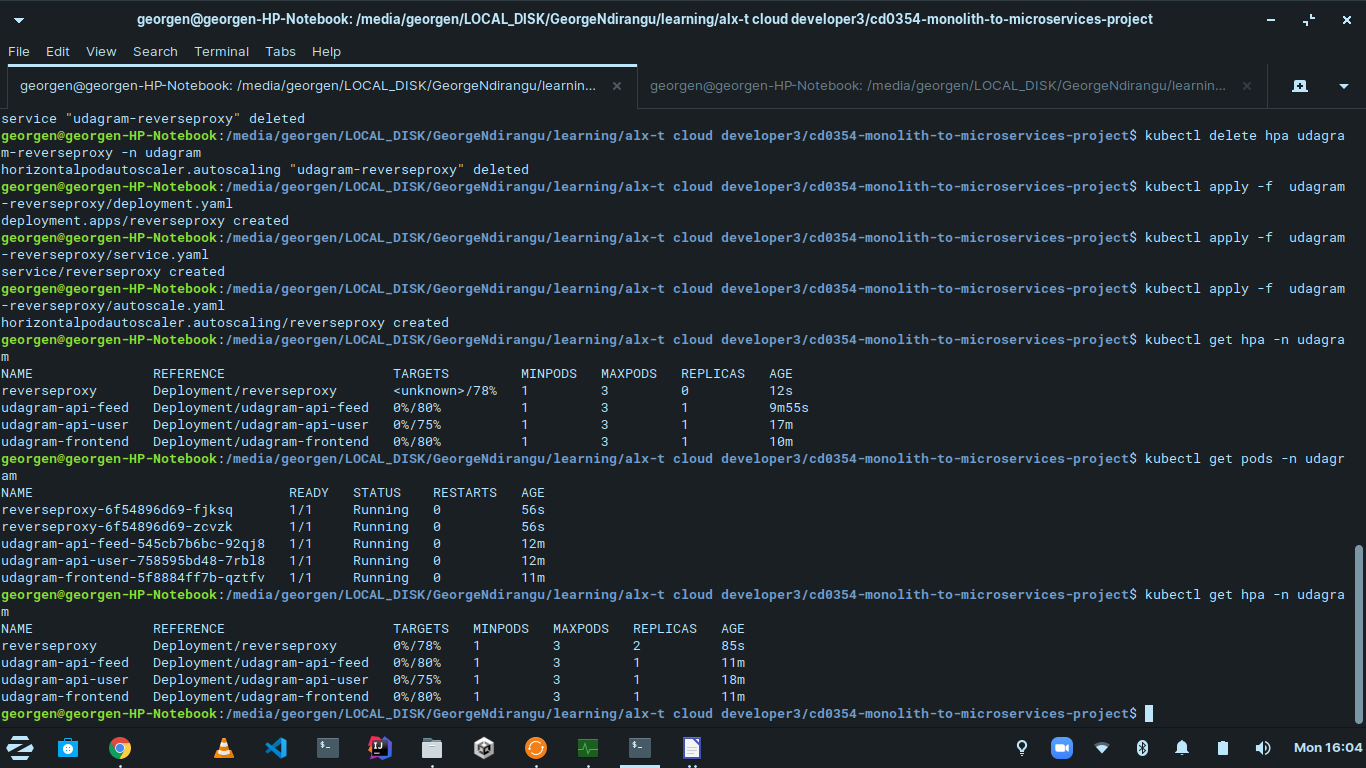 georgen@georgen-HP-Notebook: /media/georgen/LOCAL_DISK/GeorgeNdirangu/learning/alx-t cloud developer3/cd0354-monolith-to-microservices-project
File Edit View Search Terminal Tabs Help
georgen@georgen-HP-Notebook: /media/georgen/LOCAL_DISK/GeorgeNdirangu/learnin... georgen@georgen-HP-Notebook: /media/georgen/LOCAL_DISK/GeorgeNdirangu/learnin...
service "udagram-reverseproxy" deleted
georgen@georgen-HP-Notebook:/media/georgen/LOCAL_DISK/GeorgeNdirangu/learning/alx-t cloud developer3/cd0354-monolith-to-microservices-project$ kubectl delete hpa udagra
m-reverseproxy -n udagram
horizontalpodautoscaler.autoscaling "udagram-reverseproxy" deleted
georgen@georgen-HP-Notebook:/media/georgen/LOCAL_DISK/GeorgeNdirangu/learning/alx-t cloud developer3/cd0354-monolith-to-microservices-project$ kubectl apply -f  udagram
-reverseproxy/deployment.yaml
deployment.apps/reverseproxy created
georgen@georgen-HP-Notebook:/media/georgen/LOCAL_DISK/GeorgeNdirangu/learning/alx-t cloud developer3/cd0354-monolith-to-microservices-project$ kubectl apply -f  udagram
-reverseproxy/service.yaml
service/reverseproxy created
georgen@georgen-HP-Notebook:/media/georgen/LOCAL_DISK/GeorgeNdirangu/learning/alx-t cloud developer3/cd0354-monolith-to-microservices-project$ kubectl apply -f  udagram
-reverseproxy/autoscale.yaml
horizontalpodautoscaler.autoscaling/reverseproxy created
georgen@georgen-HP-Notebook:/media/georgen/LOCAL_DISK/GeorgeNdirangu/learning/alx-t cloud developer3/cd0354-monolith-to-microservices-project$ kubectl get hpa -n udagra
m
NAME               REFERENCE                     TARGETS         MINPODS   MAXPODS   REPLICAS   AGE
reverseproxy       Deployment/reverseproxy       <unknown>/78%   1         3         0          12s
udagram-api-feed   Deployment/udagram-api-feed   0%/80%          1         3         1          9m55s
udagram-api-user   Deployment/udagram-api-user   0%/75%          1         3         1          17m
udagram-frontend   Deployment/udagram-frontend   0%/80%          1         3         1          10m
georgen@georgen-HP-Notebook:/media/georgen/LOCAL_DISK/GeorgeNdirangu/learning/alx-t cloud developer3/cd0354-monolith-to-microservices-project$ kubectl get pods -n udagr
am
NAME                                READY   STATUS    RESTARTS   AGE
reverseproxy-6f54896d69-fjksq       1/1     Running   0          56s
reverseproxy-6f54896d69-zcvzk       1/1     Running   0          56s
udagram-api-feed-545cb7b6bc-92qj8   1/1     Running   0          12m
udagram-api-user-758595bd48-7rbl8   1/1     Running   0          12m
udagram-frontend-5f8884ff7b-qztfv   1/1     Running   0          11m
georgen@georgen-HP-Notebook:/media/georgen/LOCAL_DISK/GeorgeNdirangu/learning/alx-t cloud developer3/cd0354-monolith-to-microservices-project$ kubectl get hpa -n udagra
m
NAME               REFERENCE                     TARGETS   MINPODS   MAXPODS   REPLICAS   AGE
reverseproxy       Deployment/reverseproxy       0%/78%    1         3         2          85s
udagram-api-feed   Deployment/udagram-api-feed   0%/80%    1         3         1          11m
udagram-api-user   Deployment/udagram-api-user   0%/75%    1         3         1          18m
udagram-frontend   Deployment/udagram-frontend   0%/80%    1         3         1          11m
georgen@georgen-HP-Notebook:/media/georgen/LOCAL_DISK/GeorgeNdirangu/learning/alx-t cloud developer3/cd0354-monolith-to-microservices-project$
Mon 16:04